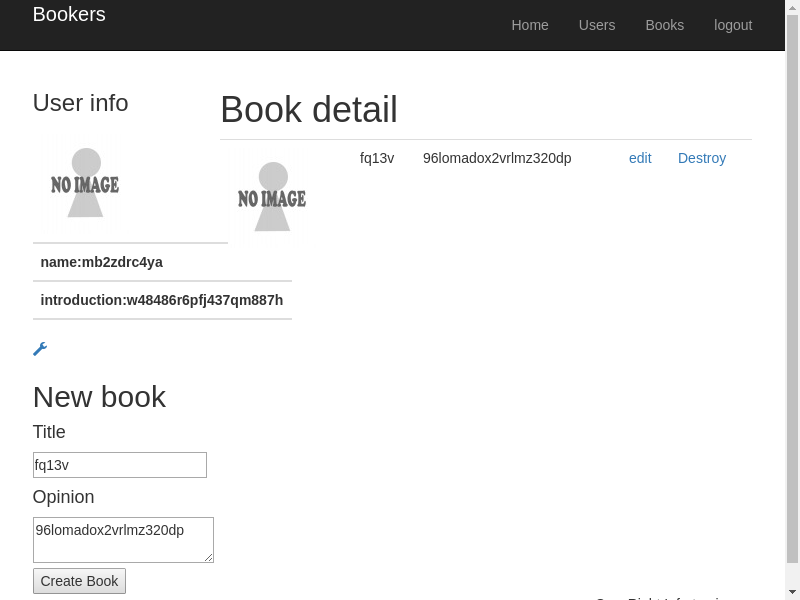 Bookers
Home Users Books logout
User info
Book detail
NO IMAGE
NO IMAGE
fq13v 96lomadox2vrlmz320dp edit Destroy
name:mb2zdrc4ya
introduction:w48486r6pfj437qm887h
New book
Title
fq13v
Opinion
96lomadox2vrlmz320dp
Create Book